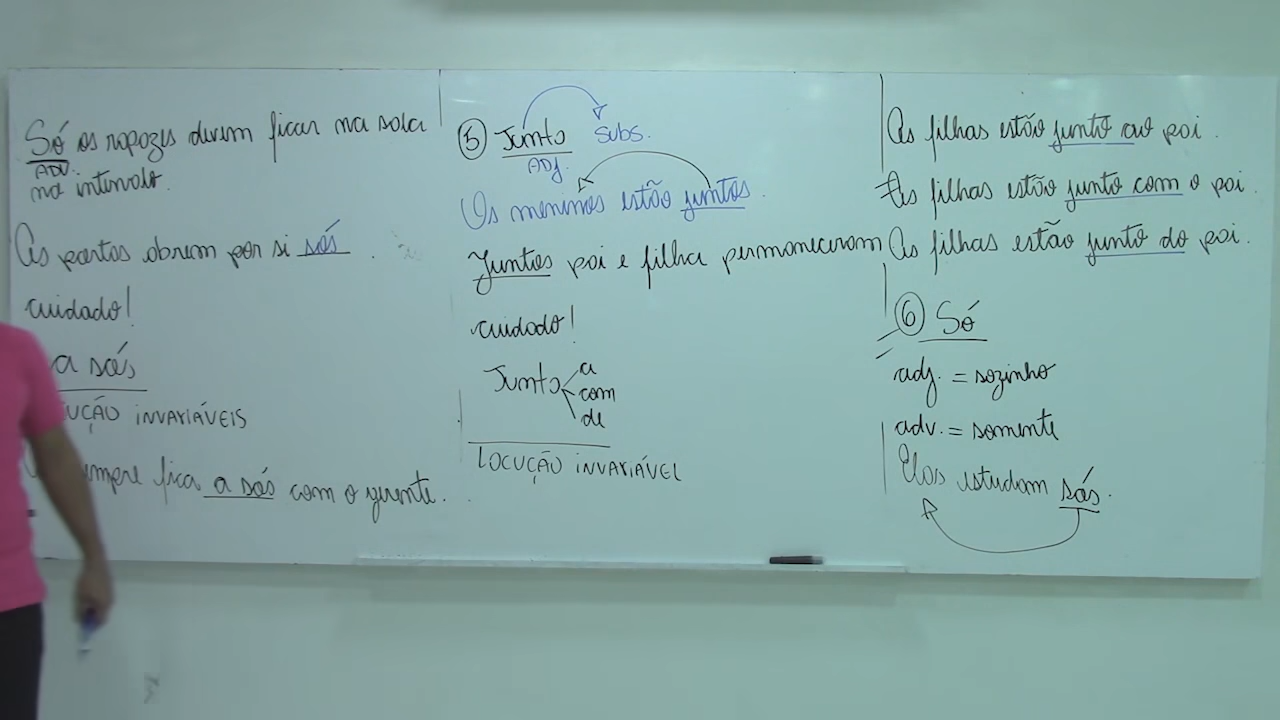 Só os rapazes devem ficar na sala
ADV.
no intervalo.
As portas abrem por si sós.
cuidado!
a sós
UÇÃO INVARIÁVEIS
sempre fica a sós com o gerente.
5 Junto subs.
ADJ.
Os meninos estão juntos.
Juntos pai e filha permaneceram
cuidado!
Junto a
com
de
LOCUÇÃO INVARIÁVEL
As filhas estão junto ao pai.
As filhas estão junto com o pai.
As filhas estão junto do pai.
6 Só
adj. = sozinho
adv. = somente
Elas estudam sós.